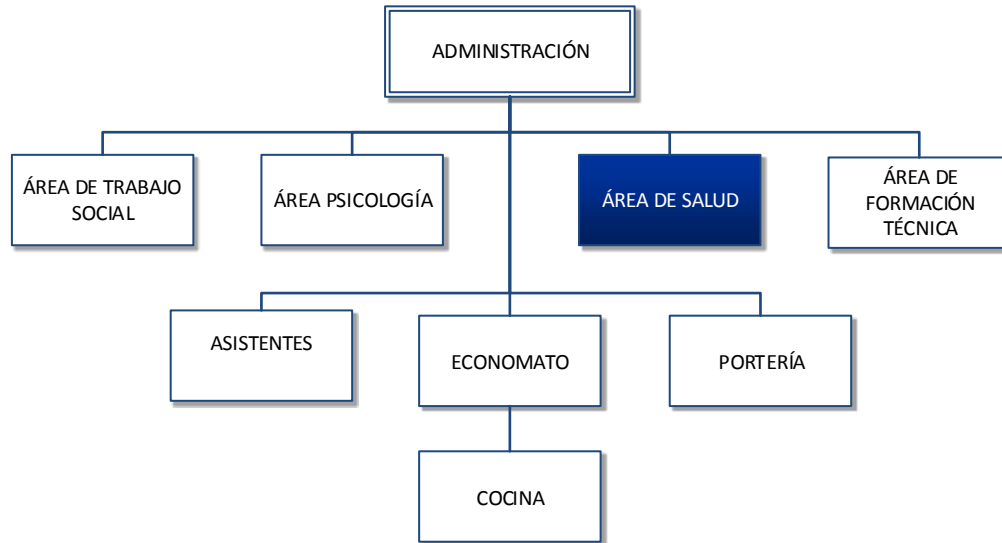 ADMINISTRACIÓN
ÁREA DE TRABAJO
SOCIAL
ÁREA PSICOLOGÍA
ÁREA DE SALUD
ÁREA DE
FORMACIÓN
TÉCNICA
ASISTENTES
ECONOMATO
PORTERÍA
COCINA